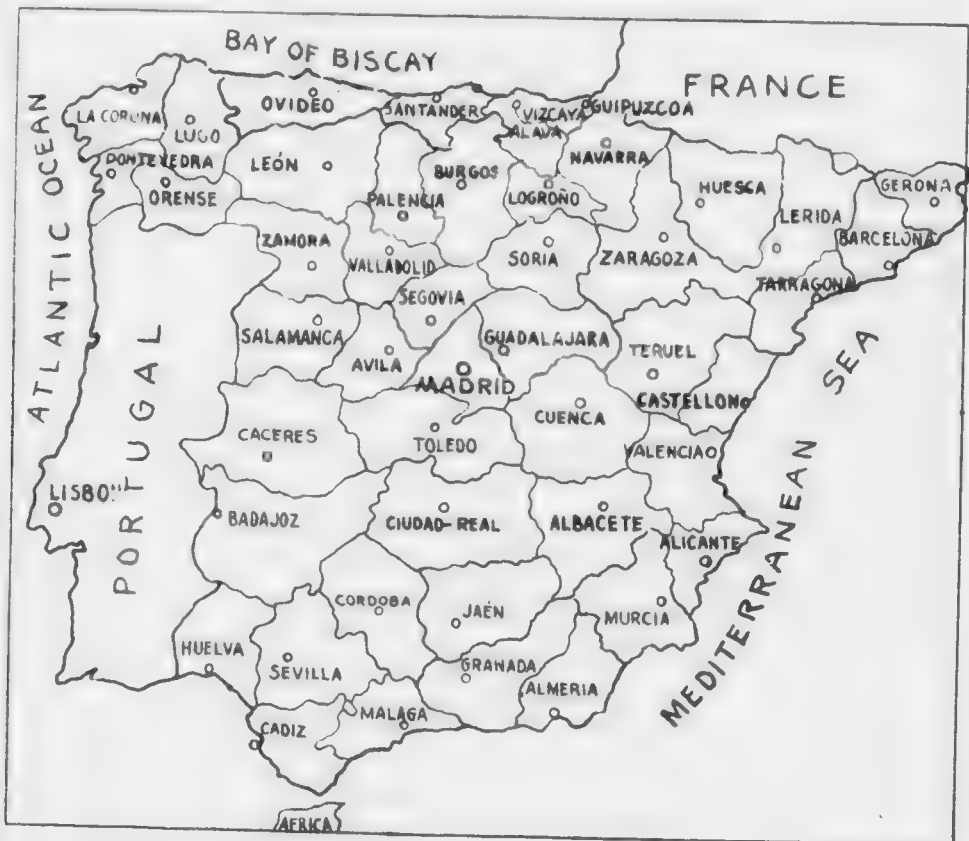 BAY OF BISCAY
FRANCE
ATLANTIC OCEAN
LA CORUNA
LUGO
OVIDEO
SANTANDER
VIZCAYA
GUIPUZCOA
ALAVA
NAVARRA
PONTEVEDRA
ORENSE
LEÓN
PALENCIA
BURGOS
LOGROÑO
HUESCA
LERIDA
GERONA
BARCELONA
ZAMORA
VALLADOLID
SORIA
ZARAGOZA
TARRAGONA
SEGOVIA
SALAMANCA
AVILA
MADRID
GUADALAJARA
TERUEL
CASTELLON
CUENCA
PORTUGAL
CACERES
TOLEDO
VALENCIA
MEDITERRANEAN SEA
BADAJOZ
CIUDAD-REAL
ALBACETE
ALICANTE
CORDOBA
JAÉN
MURCIA
HUELVA
SEVILLA
GRANADA
ALMERIA
CADIZ
MALAGA
AFRICA